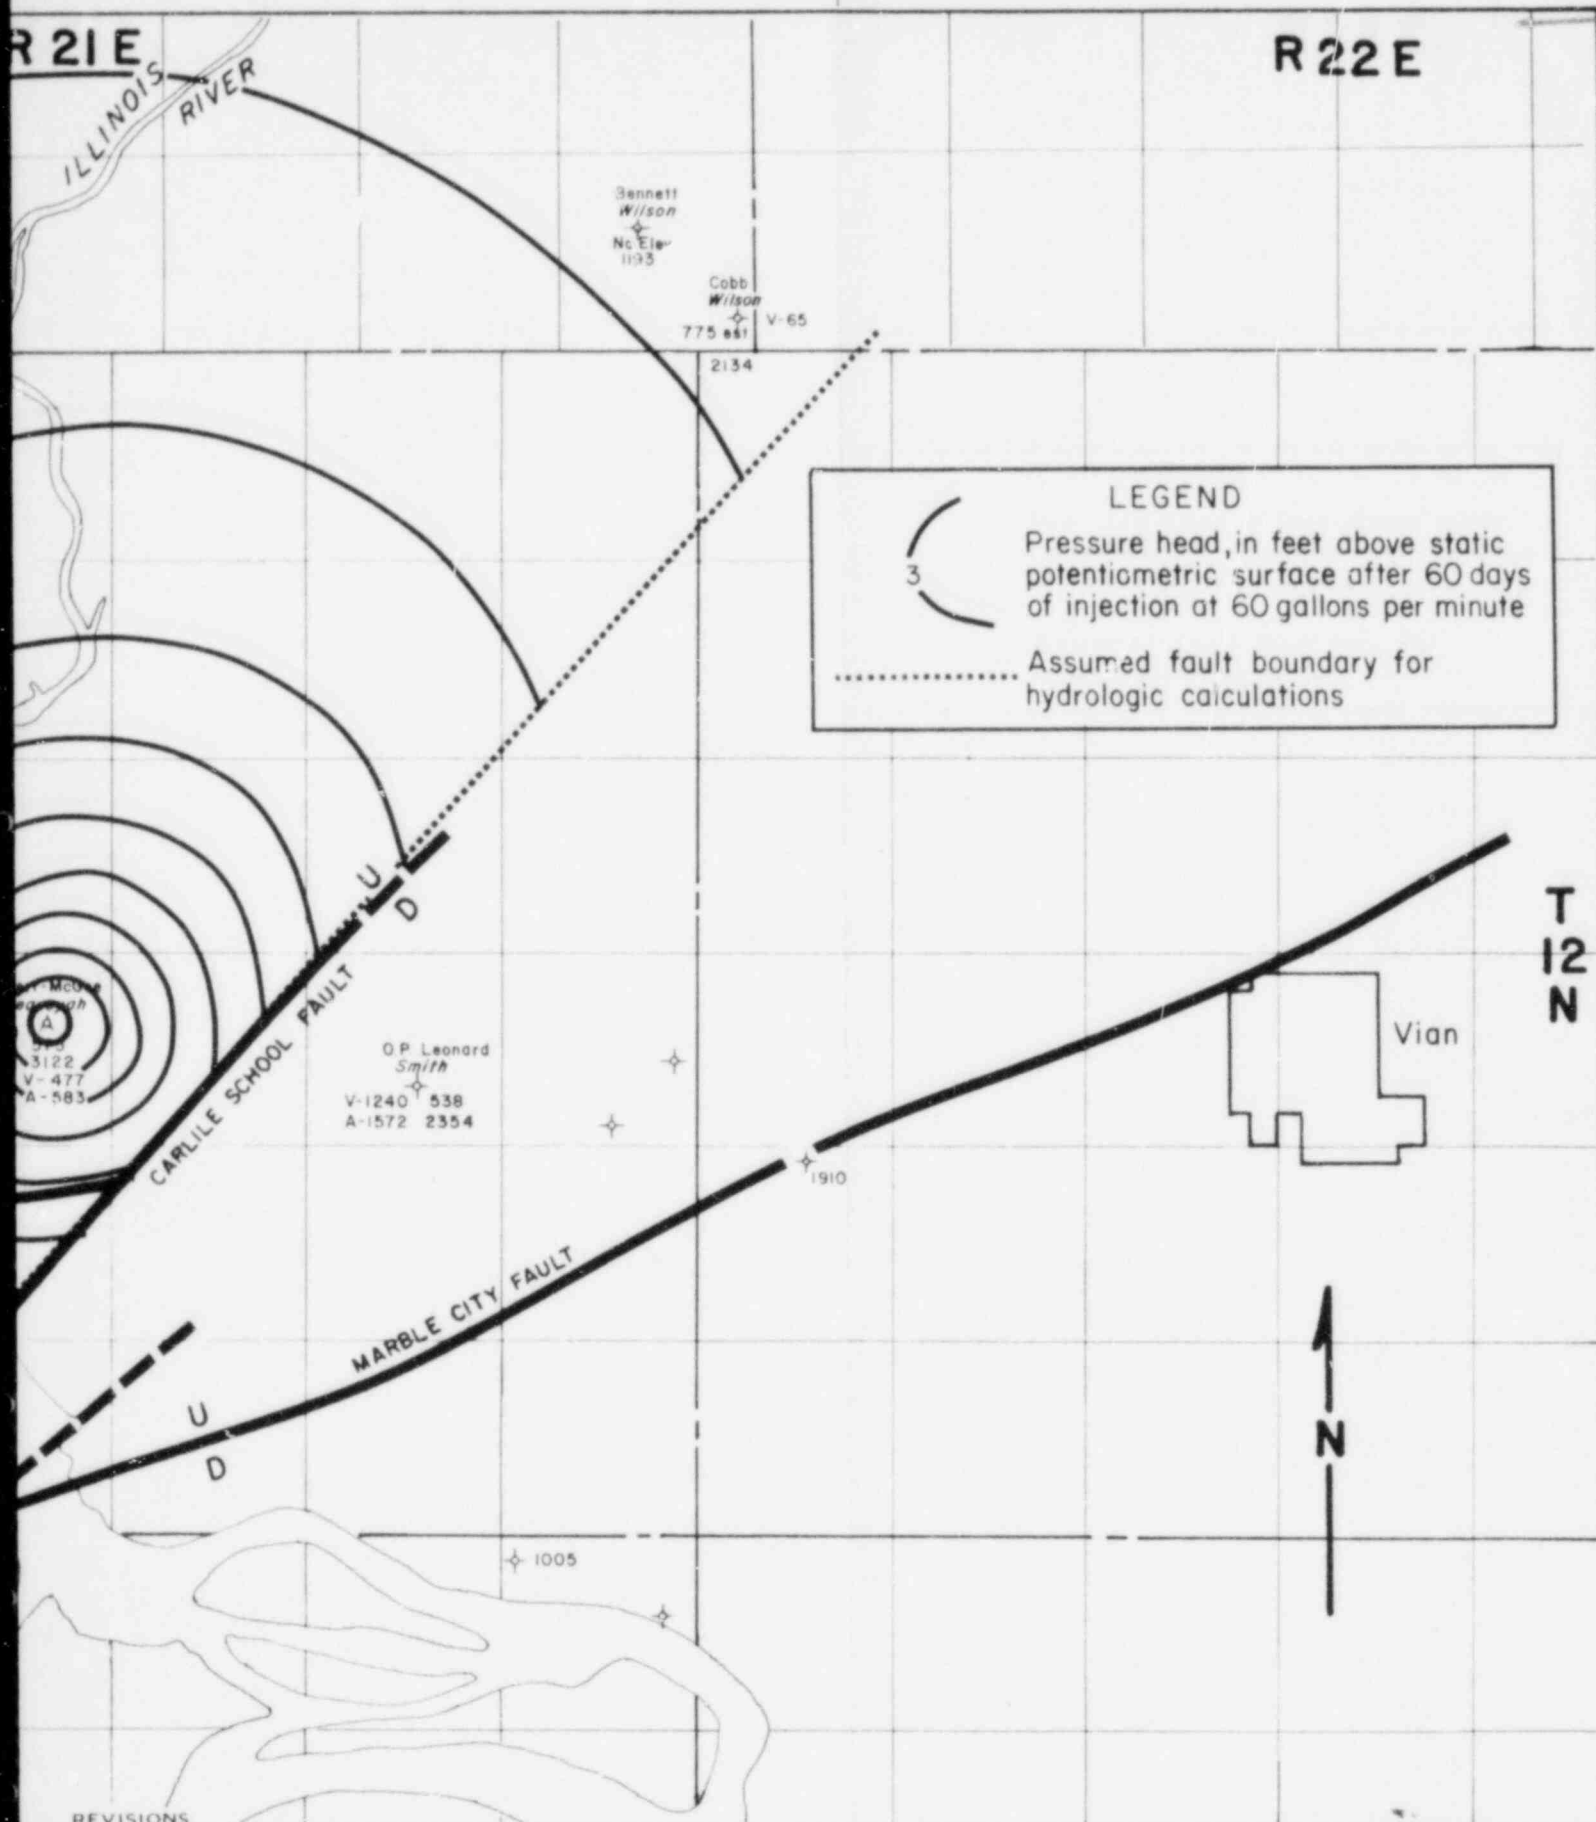 R 21 E
R 22 E
ILLINOIS
RIVER
Bennett
Wilson
1193
Cobb
Wilson
V-65
775 est
2134
LEGEND
3
Pressure head, in feet above static
potentiometric surface after 60 days
of injection at 60 gallons per minute
Assumed fault boundary for
hydrologic calculations
U
D
T
12
N
A
3122
V-477
A-583
CARLILE SCHOOL FAULT
O.P. Leonard
Smith
V-1240 538
A-1572 2354
Vian
1910
MARBLE CITY FAULT
U
D
N
1005
REVISIONS